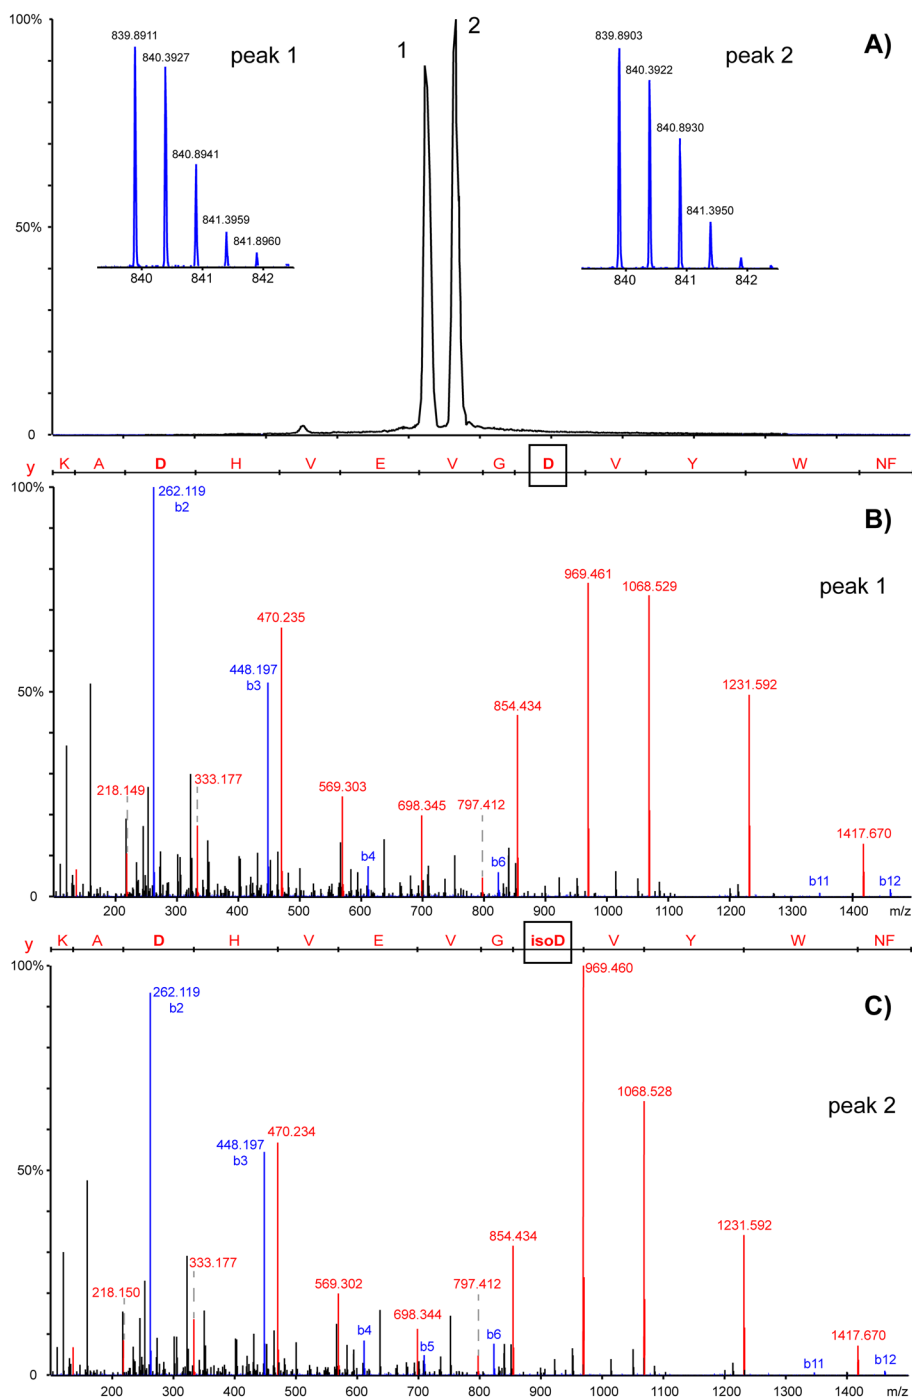 100%
839.8911
840.3927
peak 1
1
2
839.8903
840.3922
peak 2
A)
840.8941
840.8930
841.3959
841.8960
841.3950
50%
840 841 842
840 841 842
0
y K A D H V E V G D V Y W NF
100%
262.119
b2
B)
peak 1
969.461
1068.529
470.235
448.197
b3
50%
1231.592
854.434
218.149
333.177
569.303
698.345
797.412
1417.670
b4
b6
b11
b12
0
200 300 400 500 600 700 800 900 1000 1100 1200 1300 1400 m/z
y K A D H V E V G isoD V Y W NF
100%
969.460
262.119
b2
C)
1068.528
peak 2
470.234
448.197
b3
50%
1231.592
854.434
333.177
218.150
569.302
797.412
698.344
1417.670
b4
b5
b6
b11
b12
0
200 300 400 500 600 700 800 900 1000 1100 1200 1300 1400 m/z